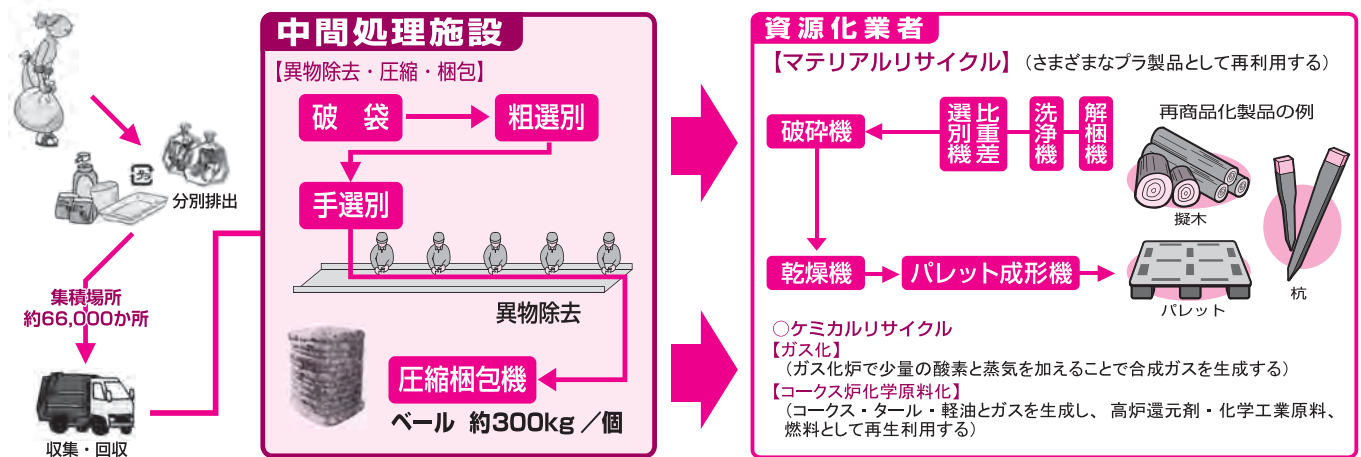 分別排出
集積場所
約66,000か所
収集・回収
中間処理施設
【異物除去・圧縮・梱包】
破 袋
粗選別
手選別
異物除去
圧縮梱包機
ベール 約300kg／個
資源化業者
【マテリアルリサイクル】（さまざまなプラ製品として再利用する）
解梱機
洗浄機
比重差
選別機
破砕機
乾燥機
パレット成形機
再商品化製品の例
擬木
杭
パレット
○ケミカルリサイクル
【ガス化】
（ガス化炉で少量の酸素と蒸気を加えることで合成ガスを生成する）
【コークス炉化学原料化】
（コークス・タール・軽油とガスを生成し、高炉還元剤・化学工業原料、
燃料として再生利用する）